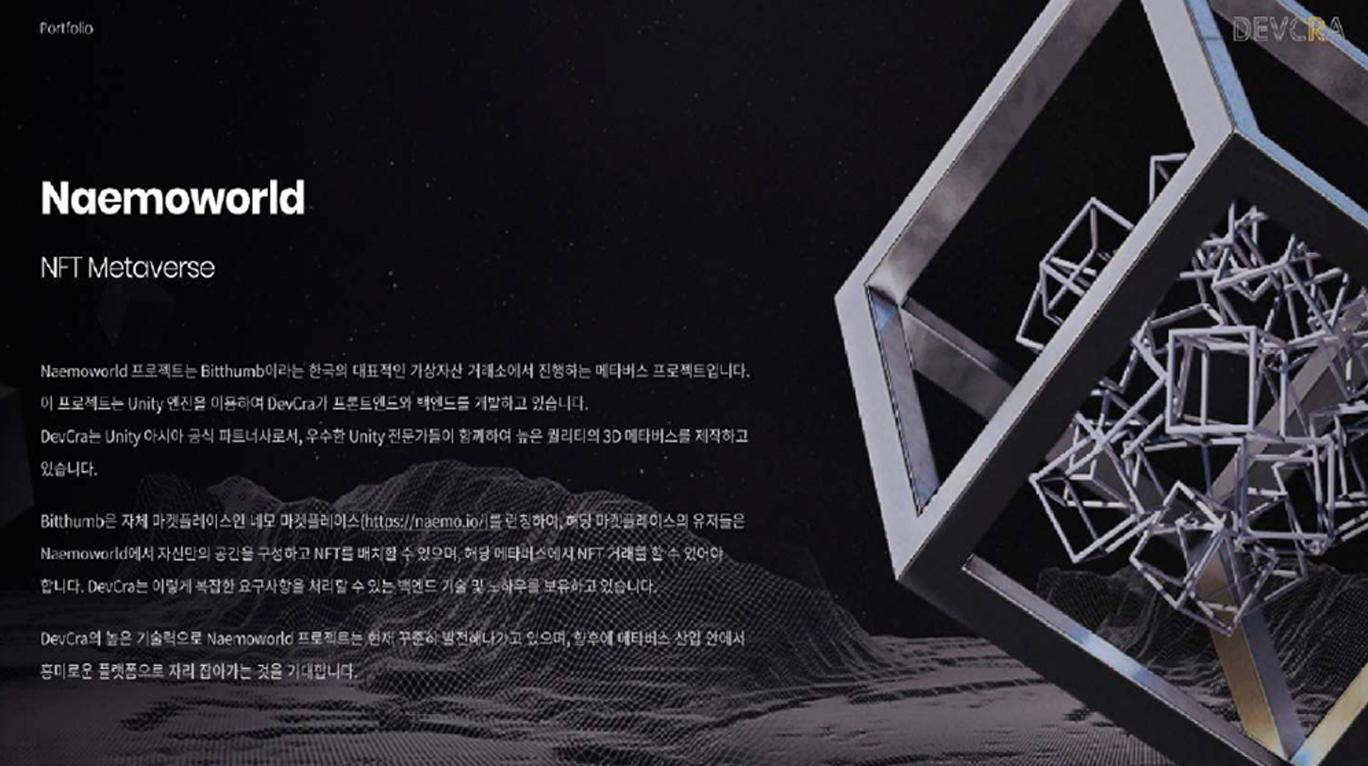 Portfolio
DEVCRA
Naemoworld
NFT Metaverse
Naemoworld 프로젝트는 Bitthumb이라는 한국의 대표적인 가상자산 거래소에서 진행하는 메타버스 프로젝트입니다.
이 프로젝트는 Unity 엔진을 이용하여 DevCra가 프론트엔드와 백엔드를 개발하고 있습니다.
DevCra는 Unity 아시아 공식 파트너사로서, 우수한 Unity 전문가들이 함께하여 높은 퀄리티의 3D 메타버스를 제작하고
있습니다.
Bitthumb은 자체 마켓플레이스인 네모 마켓플레이스(https://naemo.io/)를 런칭하여, 해당 마켓플레이스의 유저들은
Naemoworld에서 자신만의 공간을 구성하고 NFT를 배치할 수 있으며, 해당 메타버스에서 NFT 거래를 할 수 있어야
합니다. DevCra는 이렇게 복잡한 요구사항을 처리할 수 있는 백엔드 기술 및 노하우를 보유하고 있습니다.
DevCra의 높은 기술력으로 Naemoworld 프로젝트는 현재 꾸준히 발전해나가고 있으며, 향후에 메타버스 산업 안에서
흥미로운 플랫폼으로 자리 잡아가는 것을 기대합니다.